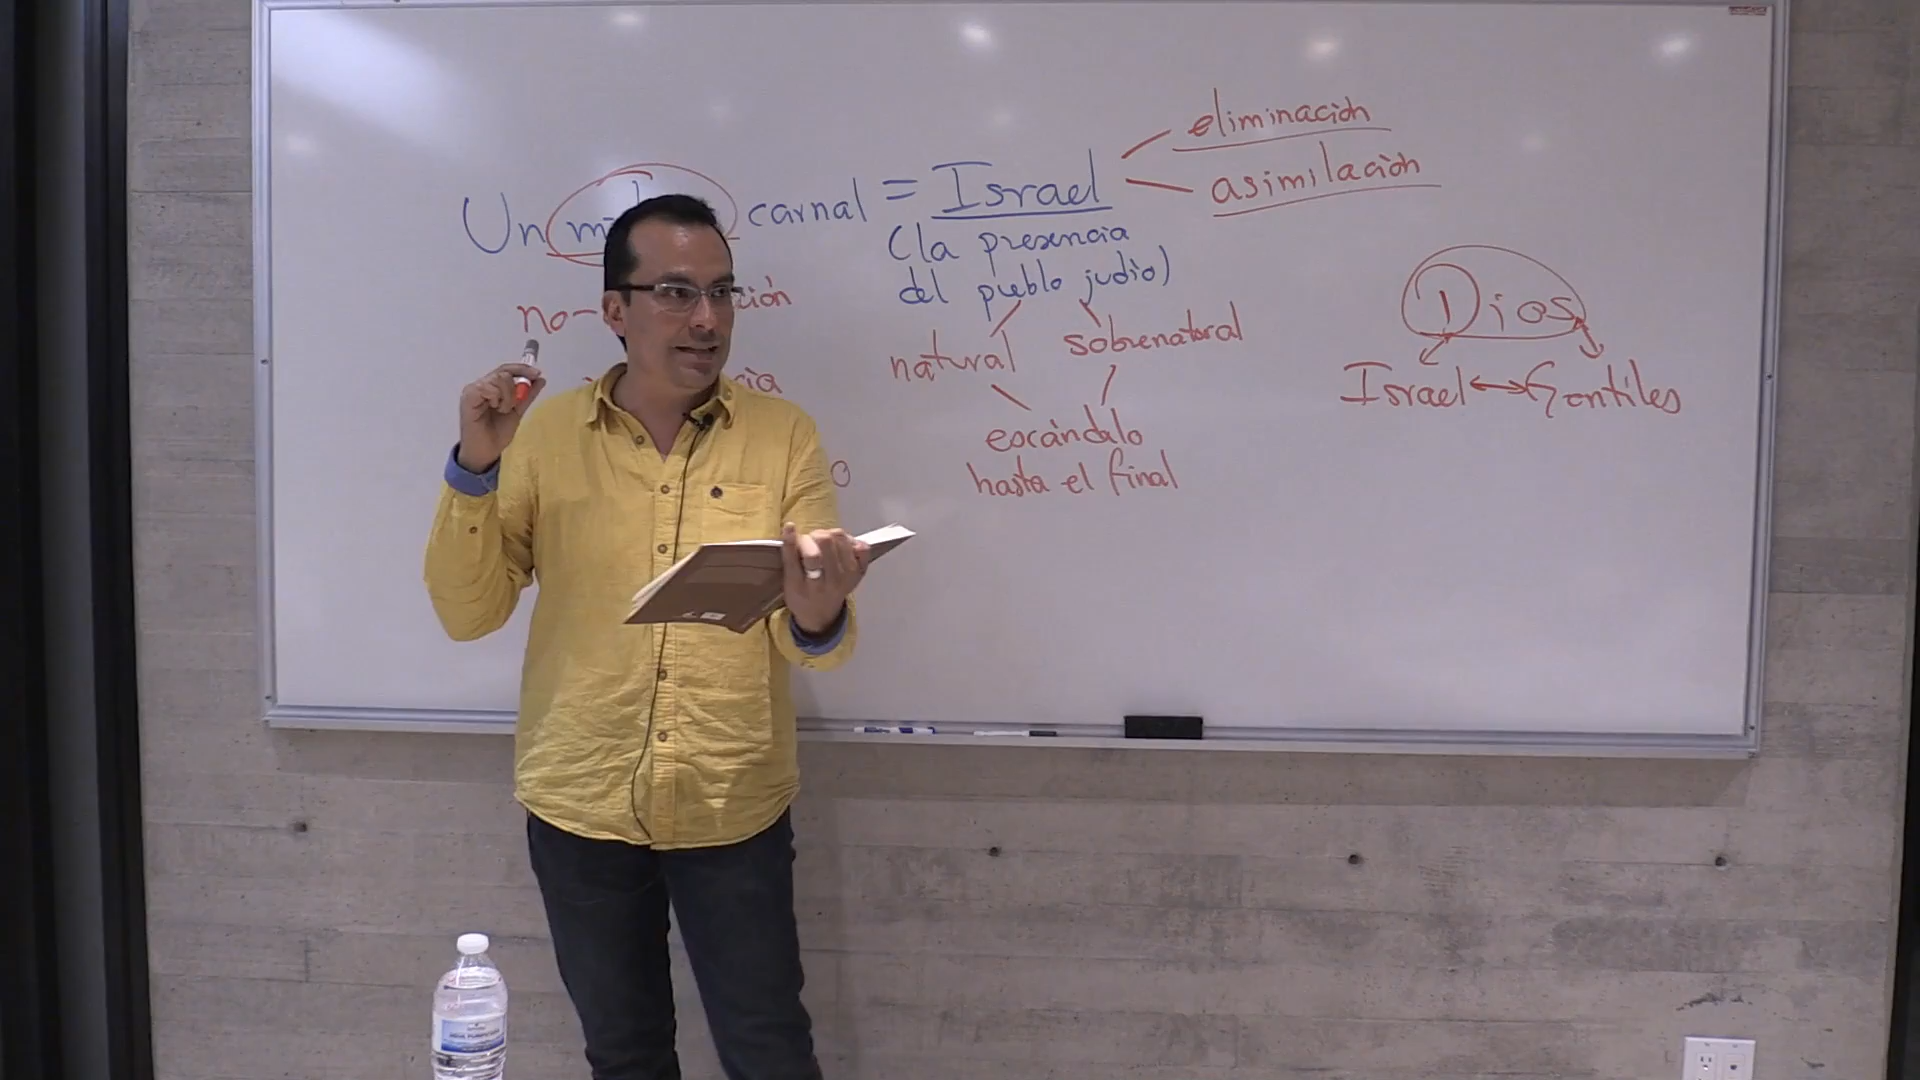 eliminación
asimilación
Un carnal = Israel
(la presencia
del pueblo judio)
no- ción
natural sobrenatural
escándalo
hasta el final
Dios
Israel ↔ Gentiles